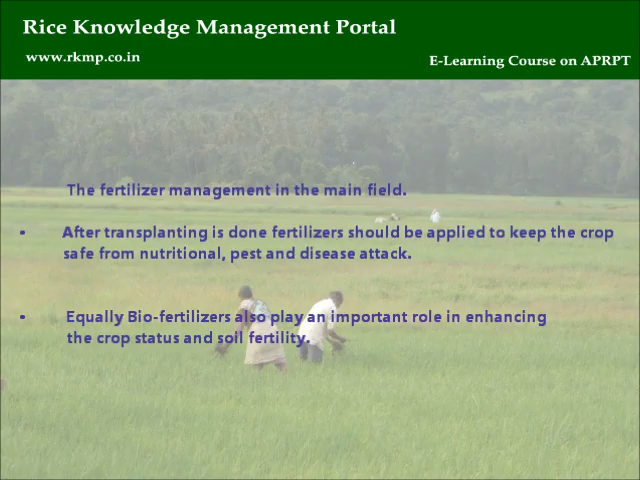 Rice Knowledge Management Portal
www.rkmp.co.in
E-Learning Course on APRPT
The fertilizer management in the main field.
• After transplanting is done fertilizers should be applied to keep the crop
safe from nutritional, pest and disease attack.
• Equally Bio-fertilizers also play an important role in enhancing
the crop status and soil fertility.